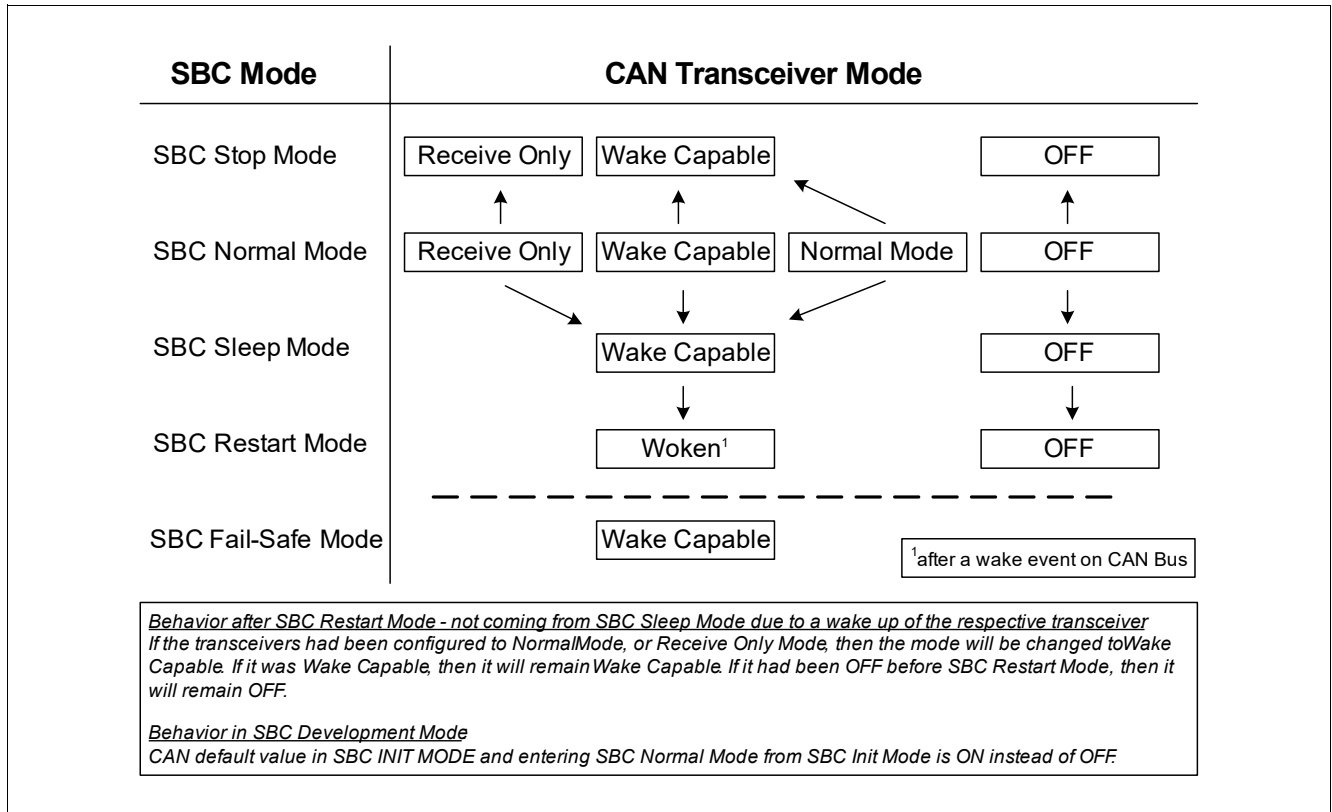 SBC Mode CAN Transceiver Mode
SBC Stop Mode Receive Only Wake Capable OFF
SBC Normal Mode Receive Only Wake Capable Normal Mode OFF
SBC Sleep Mode Wake Capable OFF
SBC Restart Mode Woken¹ OFF
SBC Fail-Safe Mode Wake Capable
¹after a wake event on CAN Bus
Behavior after SBC Restart Mode - not coming from SBC Sleep Mode due to a wake up of the respective transceiver
If the transceivers had been configured to NormalMode, or Receive Only Mode, then the mode will be changed toWake
Capable. If it was Wake Capable, then it will remainWake Capable. If it had been OFF before SBC Restart Mode, then it
will remain OFF.
Behavior in SBC Development Mode
CAN default value in SBC INIT MODE and entering SBC Normal Mode from SBC Init Mode is ON instead of OFF.